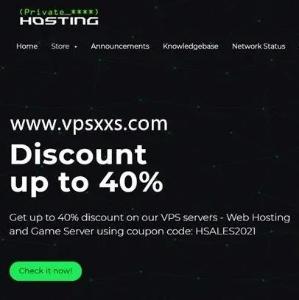 (Private_****)
HOSTING
Home Store Announcements Knowledgebase Network Status
www.vpsxxs.com
Discount
up to 40%
Get up to 40% discount on our VPS servers - Web Hosting
and Game Server using coupon code: HSALES2021
Check it now!